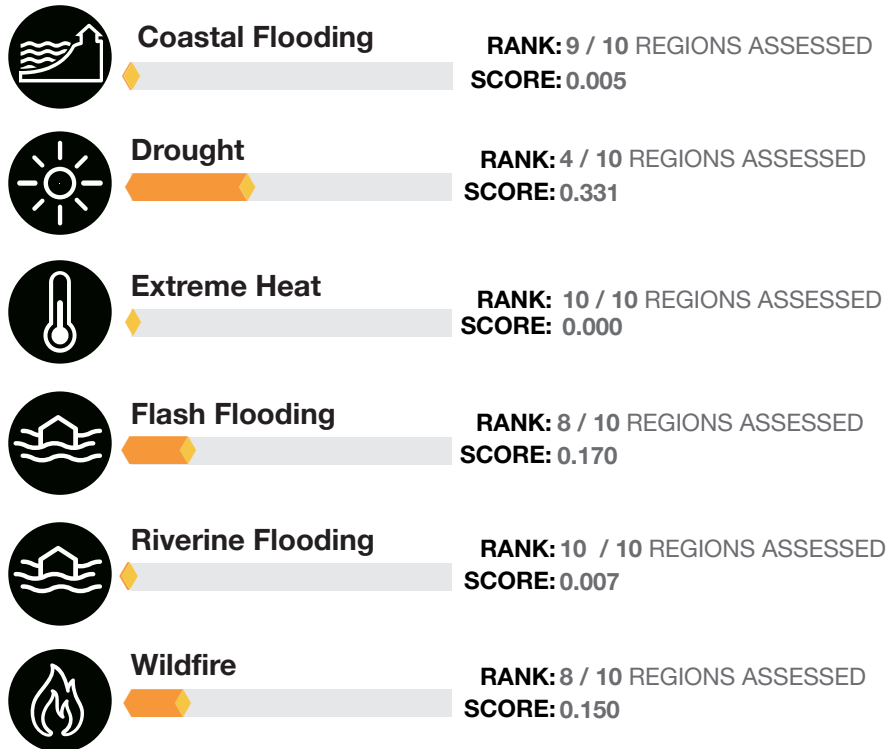 Coastal Flooding
RANK: 9 / 10 REGIONS ASSESSED
SCORE: 0.005
Drought
RANK: 4 / 10 REGIONS ASSESSED
SCORE: 0.331
Extreme Heat
RANK: 10 / 10 REGIONS ASSESSED
SCORE: 0.000
Flash Flooding
RANK: 8 / 10 REGIONS ASSESSED
SCORE: 0.170
Riverine Flooding
RANK: 10 / 10 REGIONS ASSESSED
SCORE: 0.007
Wildfire
RANK: 8 / 10 REGIONS ASSESSED
SCORE: 0.150